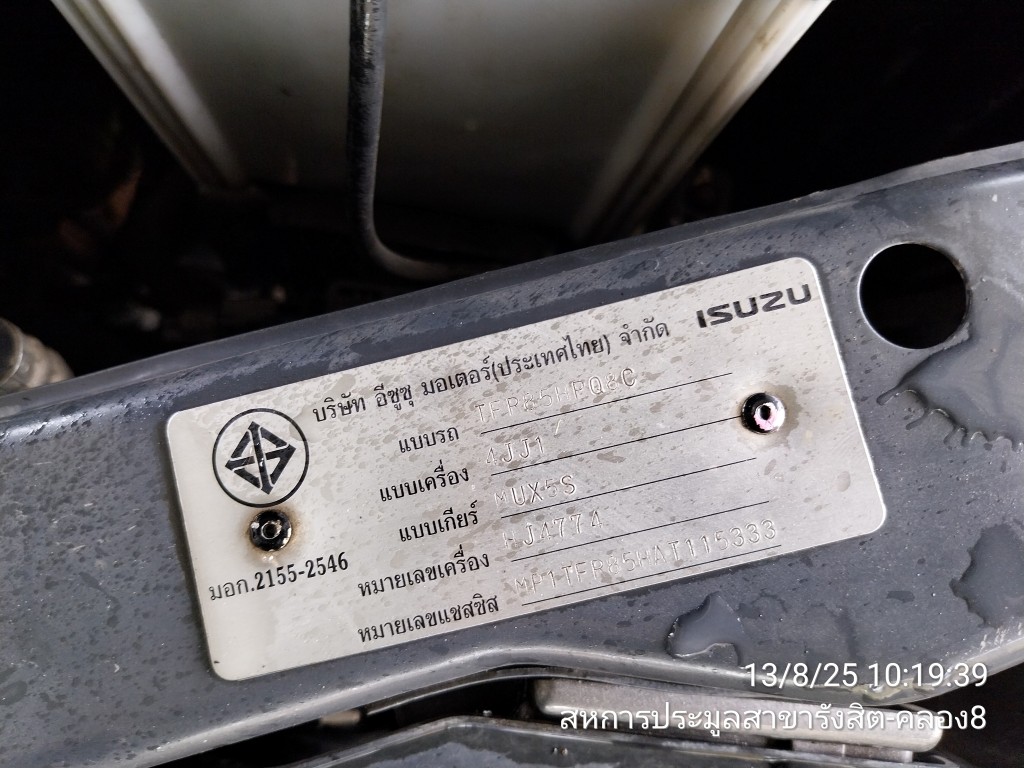 ISUZU
บริษัท อีซูซุ มอเตอร์(ประเทศไทย) จำกัด
แบบรถ TFR85HPQ8C
แบบเครื่อง 4JJ1
แบบเกียร์ MUX5S
หมายเลขเครื่อง HJ4774
หมายเลขแชสซิส MP1TFR85HAT115333
มอก.2155-2546
13/8/25 10:19:39
สหการประมูลสาขารังสิต-คลอง8